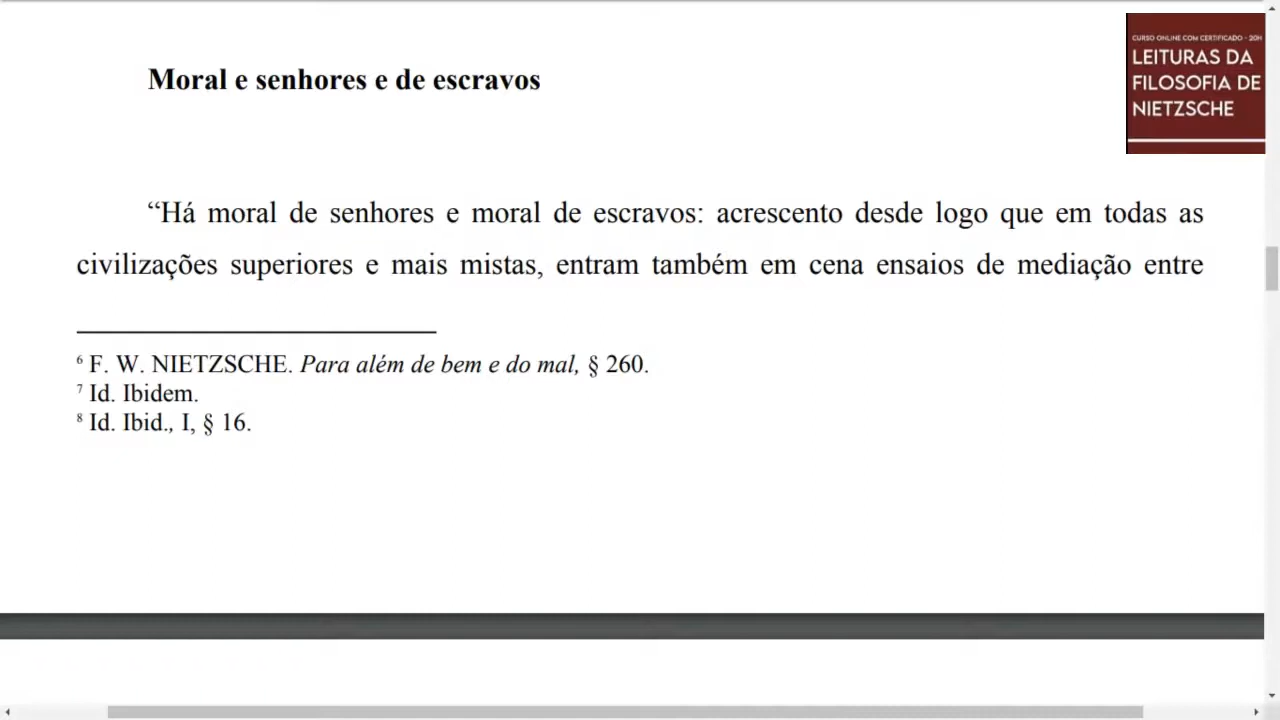 CURSO ONLINE COM CERTIFICADO - 20H
LEITURAS DA
FILOSOFIA DE
NIETZSCHE
Moral e senhores e de escravos
“Há moral de senhores e moral de escravos: acrescento desde logo que em todas as
civilizações superiores e mais mistas, entram também em cena ensaios de mediação entre
⁶ F. W. NIETZSCHE. Para além de bem e do mal, § 260.
⁷ Id. Ibidem.
⁸ Id. Ibid., I, § 16.